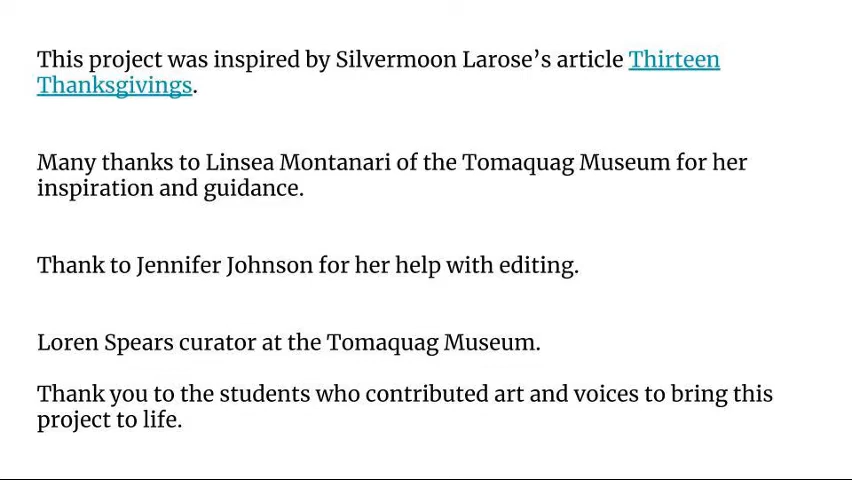 This project was inspired by Silvermoon Larose’s article Thirteen
Thanksgivings.
Many thanks to Linsea Montanari of the Tomaquag Museum for her
inspiration and guidance.
Thank to Jennifer Johnson for her help with editing.
Loren Spears curator at the Tomaquag Museum.
Thank you to the students who contributed art and voices to bring this
project to life.